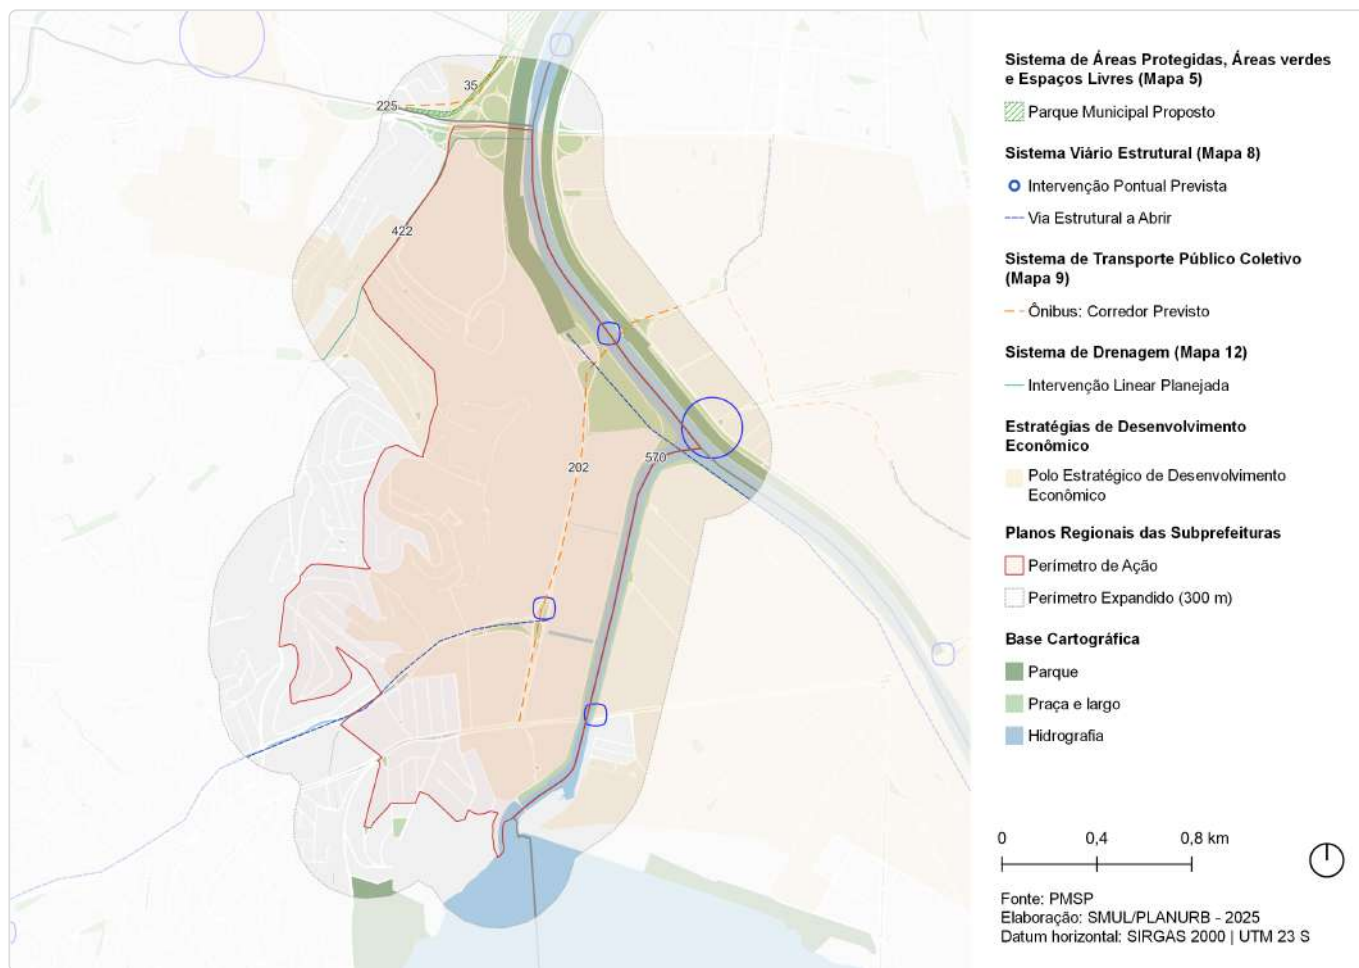 35
225
422
202
570
Sistema de Áreas Protegidas, Áreas verdes
e Espaços Livres (Mapa 5)
Parque Municipal Proposto
Sistema Viário Estrutural (Mapa 8)
Intervenção Pontual Prevista
Via Estrutural a Abrir
Sistema de Transporte Público Coletivo
(Mapa 9)
Ônibus: Corredor Previsto
Sistema de Drenagem (Mapa 12)
Intervenção Linear Planejada
Estratégias de Desenvolvimento
Econômico
Polo Estratégico de Desenvolvimento
Econômico
Planos Regionais das Subprefeituras
Perímetro de Ação
Perímetro Expandido (300 m)
Base Cartográfica
Parque
Praça e largo
Hidrografia
0 0,4 0,8 km
Fonte: PMSP
Elaboração: SMUL/PLANURB - 2025
Datum horizontal: SIRGAS 2000 | UTM 23 S